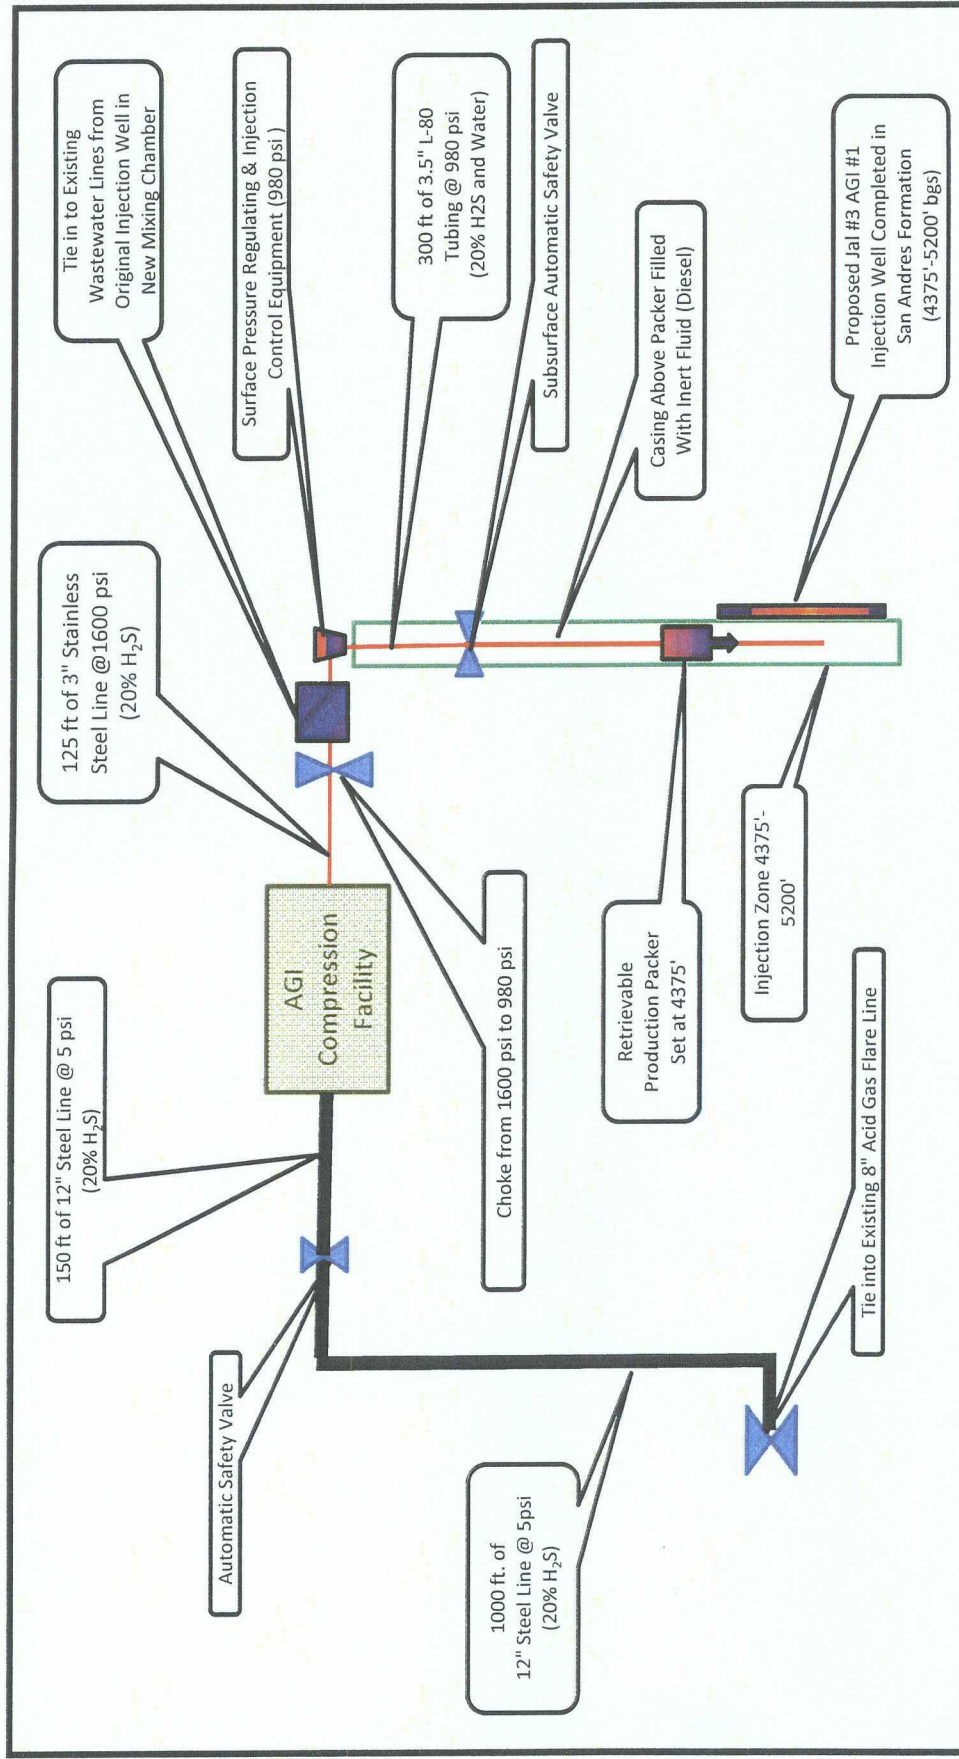 150 ft of 12" Steel Line @ 5 psi
(20% H₂S)
125 ft of 3" Stainless
Steel Line @1600 psi
(20% H₂S)
Tie in to Existing
Wastewater Lines from
Original Injection Well in
New Mixing Chamber
Automatic Safety Valve
AGI
Compression
Facility
Surface Pressure Regulating & Injection
Control Equipment (980 psi )
300 ft of 3.5" L-80
Tubing @ 980 psi
(20% H2S and Water)
Choke from 1600 psi to 980 psi
Subsurface Automatic Safety Valve
1000 ft. of
12" Steel Line @ 5psi
(20% H₂S)
Retrievable
Production Packer
Set at 4375'
Casing Above Packer Filled
With Inert Fluid (Diesel)
Injection Zone 4375'-
5200'
Tie into Existing 8" Acid Gas Flare Line
Proposed Jal #3 AGI #1
Injection Well Completed in
San Andres Formation
(4375'-5200' bgs)